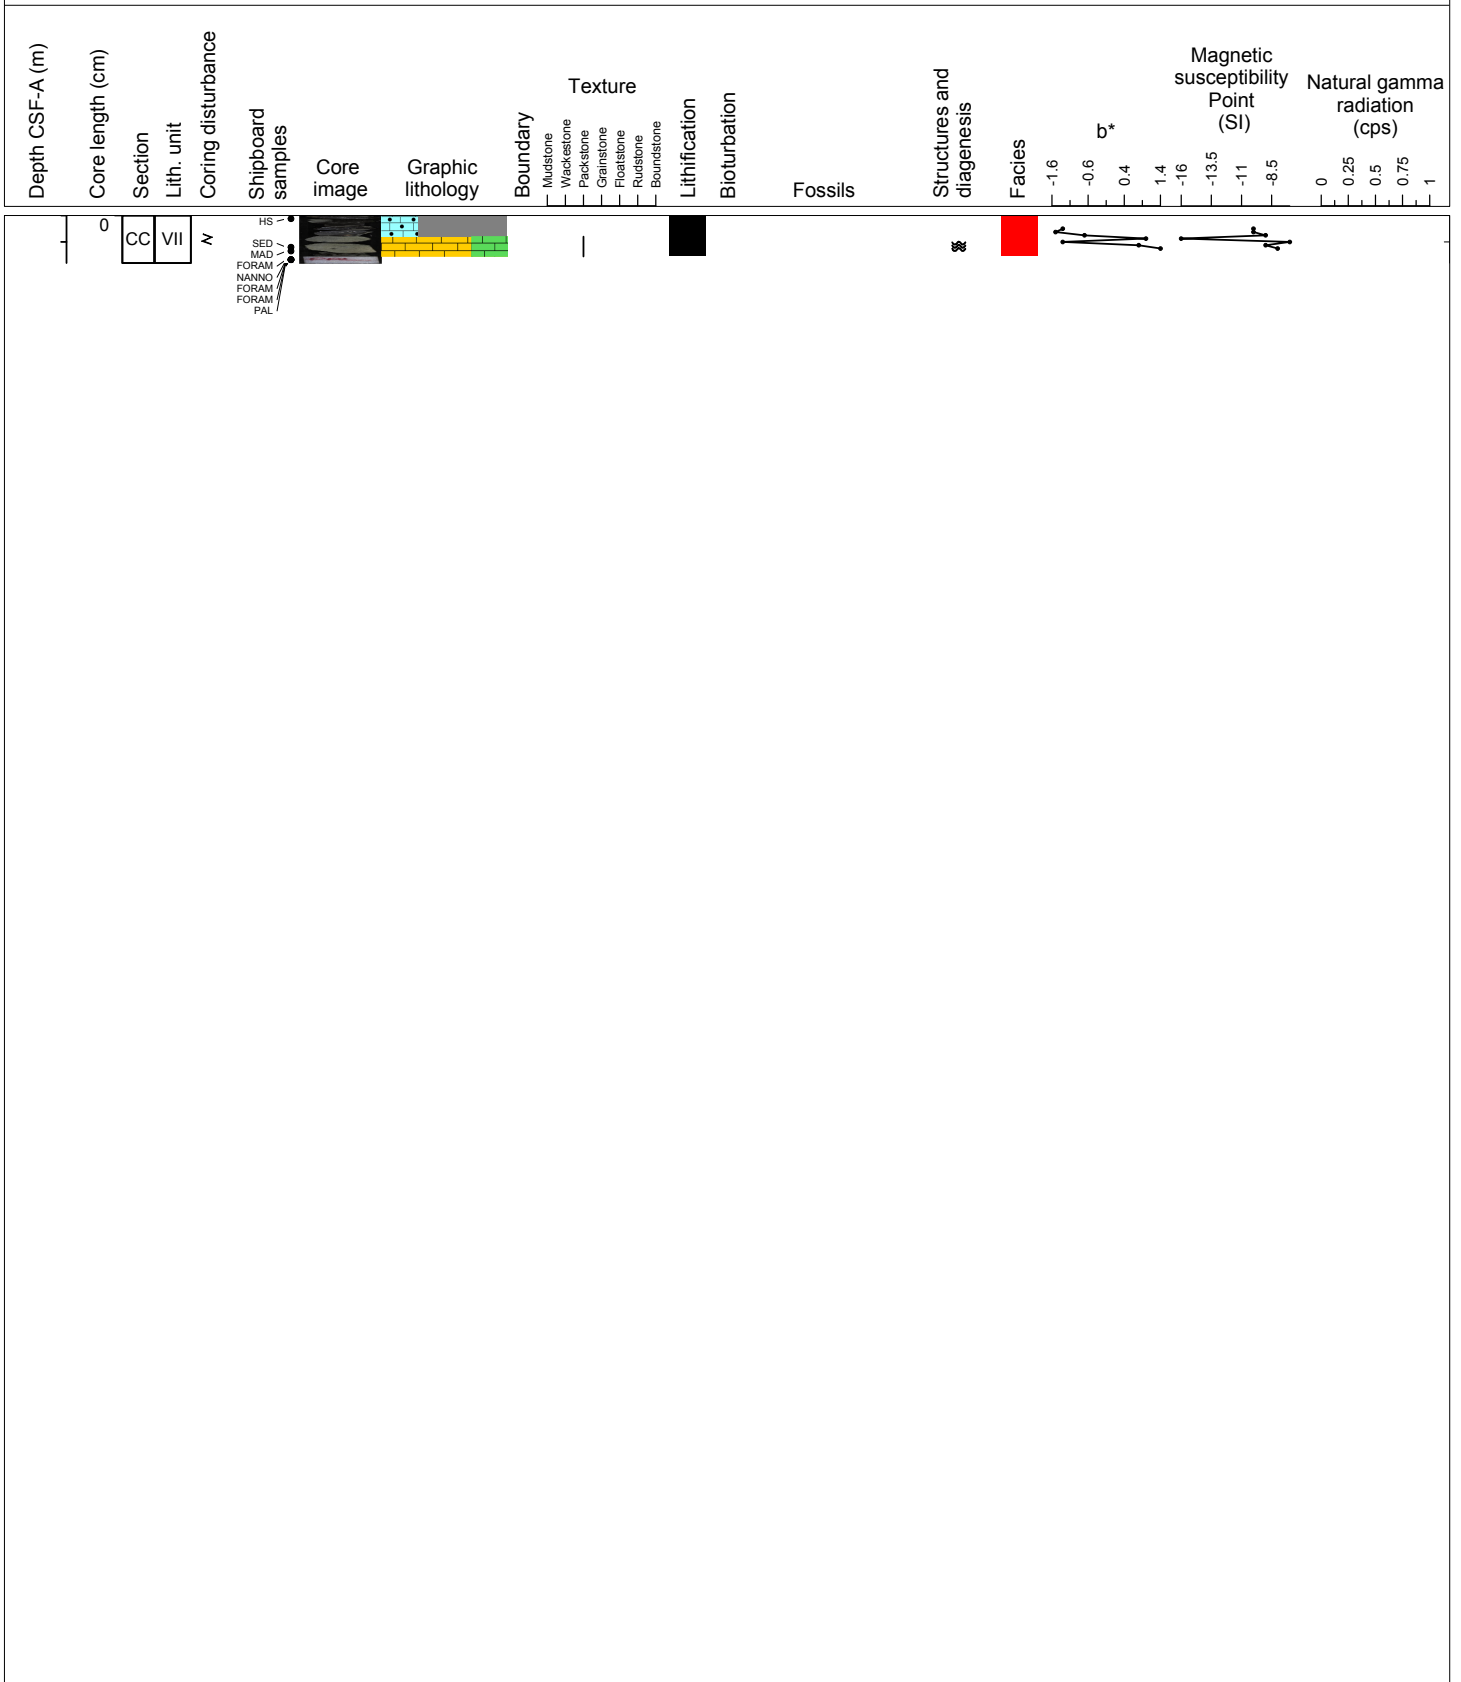 Depth CSF-A (m)
Core length (cm)
Section
Lith. unit
Coring disturbance
Shipboard
samples
Core
image
Graphic
lithology
Boundary
Texture
Mudstone
Wackestone
Packstone
Grainstone
Floatstone
Rudstone
Boundstone
Lithification
Bioturbation
Fossils
Structures and
diagenesis
Facies
b*
-1.6
-0.6
0.4
1.4
Magnetic
susceptibility
Point
(SI)
-16
-13.5
-11
-8.5
Natural gamma
radiation
(cps)
0
0.25
0.5
0.75
1
0
CC
VII
HS
SED
MAD
FORAM
NANNO
FORAM
FORAM
PAL